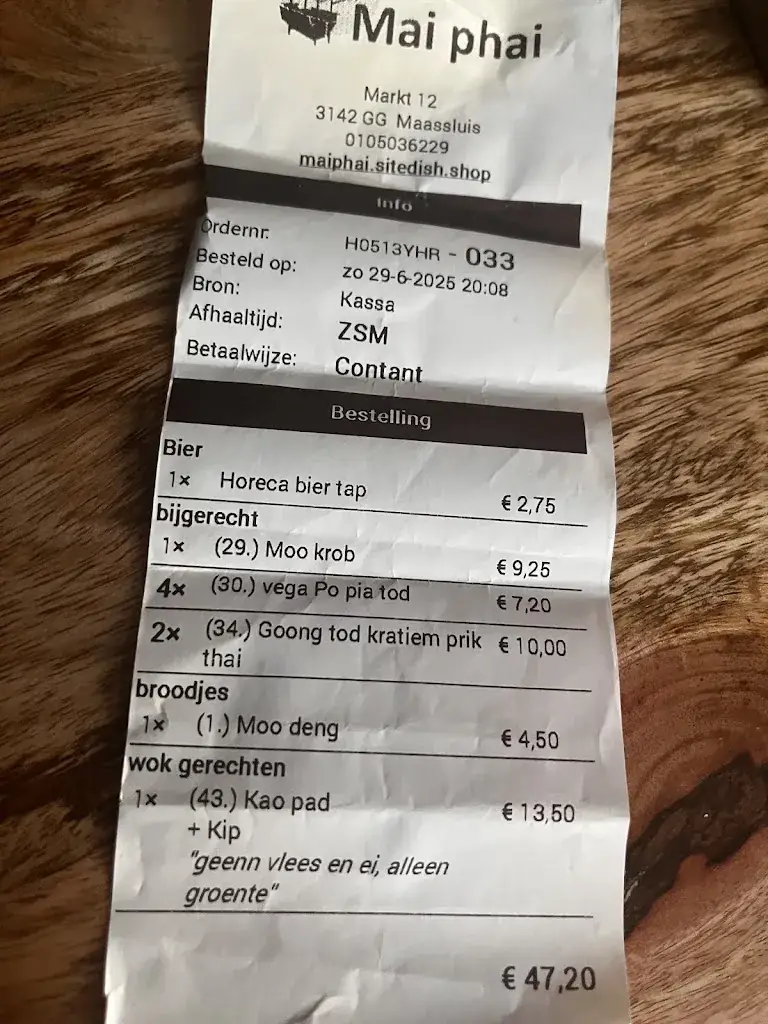 Mai phai
Markt 12
3142 GG Maassluis
0105036229
maiphai.sitedish.shop
Info
Ordernr. H0513YHR - 033
Besteld op: zo 29-6-2025 20:08
Bron: Kassa
Afhaaltijd: ZSM
Betaalwijze: Contant
Bestelling
Bier
1x Horeca bier tap € 2,75
bijgerecht
1x (29.) Moo krob € 9,25
4x (30.) vega Po pia tod € 7,20
2x (34.) Goong tod kratiem prik € 10,00
thai
broodjes
1x (1.) Moo deng € 4,50
wok gerechten
1x (43.) Kao pad € 13,50
+ Kip
"geenn vlees en ei, alleen
groente"
€ 47,20